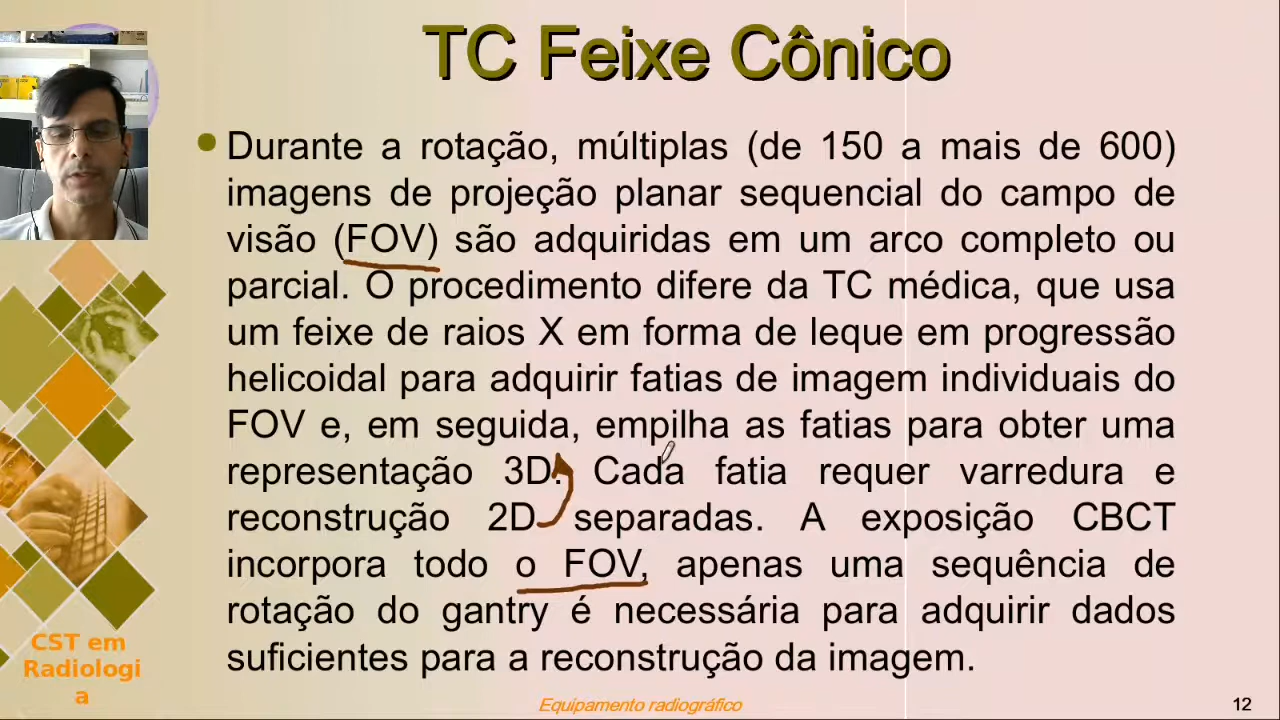 TC Feixe Cônico
Durante a rotação, múltiplas (de 150 a mais de 600)
imagens de projeção planar sequencial do campo de
visão (FOV) são adquiridas em um arco completo ou
parcial. O procedimento difere da TC médica, que usa
um feixe de raios X em forma de leque em progressão
helicoidal para adquirir fatias de imagem individuais do
FOV e, em seguida, empilha as fatias para obter uma
representação 3D. Cada fatia requer varredura e
reconstrução 2D separadas. A exposição CBCT
incorpora todo o FOV, apenas uma sequência de
rotação do gantry é necessária para adquirir dados
suficientes para a reconstrução da imagem.
CST em
Radiologi
a
Equipamento radiográfico
12